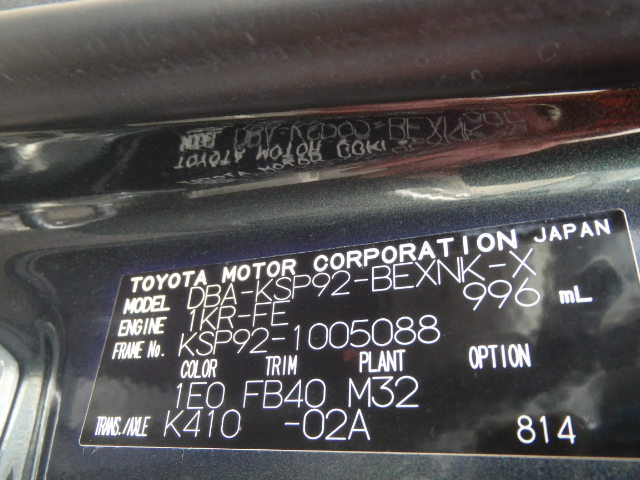 TOYOTA MOTOR CORPORATION JAPAN
MODEL DBA-KSP92-BEXNK-X
ENGINE 1KR-FE 996 mL
FRAME No. KSP92-1005088
COLOR TRIM PLANT OPTION
1E0 FB40 M32
TRANS./AXLE K410 -02A 814